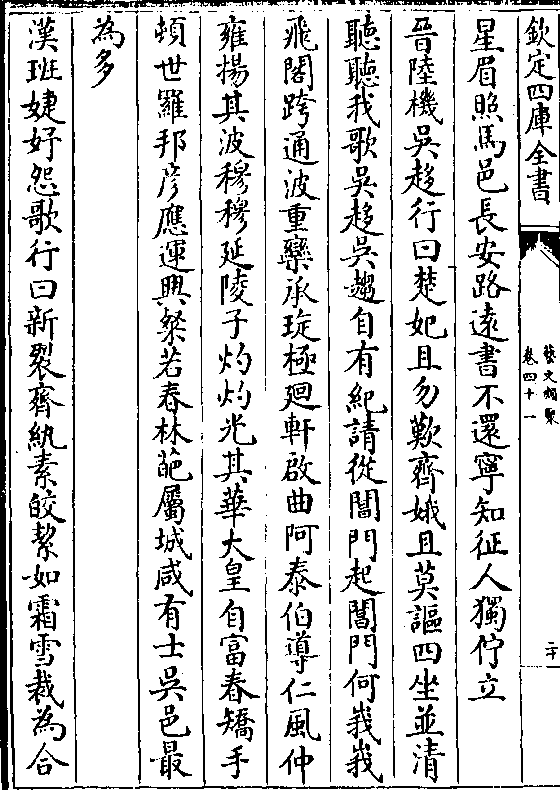 欽定四庫全書
藝文類聚
卷四十一
二十
星眉照馬邑長安路遠書不還寧知征人獨佇立
晉陸機吳趍行曰楚妃且勿歎齊娥且莫謳四坐並清
聽聽我歌吳趍吳趨自有紀請從閶門起閶門何峩峩
飛閣跨通波重欒承㻌極廻軒啟曲阿泰伯導仁風仲
雍揚其波穆穆延陵子灼灼光其華大皇自富春矯手
頓世羅邦彦應運興粲若春林葩屬城咸有士吳邑最
為多
漢班婕妤怨歌行曰新裂齊紈素皎㓗如霜雪裁為合